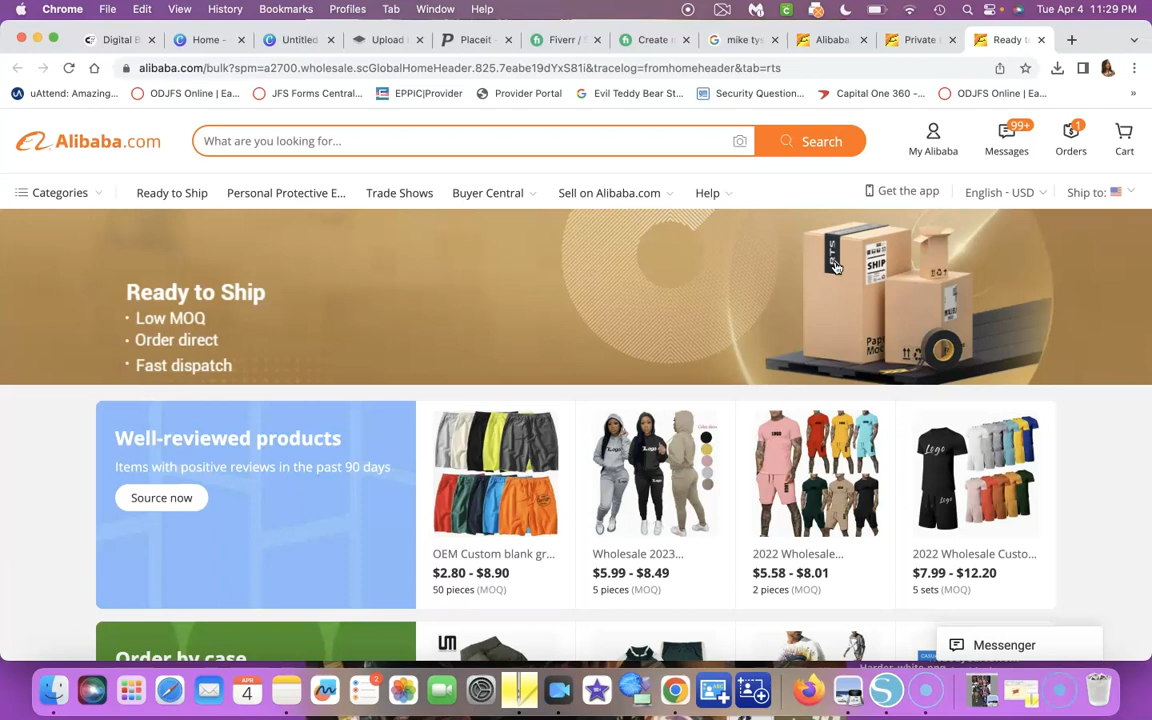 Chrome File Edit View History Bookmarks Profiles Tab Window Help Tue Apr 4 11:29 PM
Digital B Home - Untitled Upload Placeit - Fiverr / Create n mike ty Alibaba. Private Ready to
alibaba.com/bulk?spm=a2700.wholesale.scGlobalHomeHeader.825.7eabe19dYxS81i&tracelog=fromhomeheader&tab=rts
uAttend: Amazing... ODJFS Online | Ea... JFS Forms Central... EPPIC|Provider Provider Portal Evil Teddy Bear St... Security Question... Capital One 360 -... ODJFS Online | Ea... »
Alibaba.com What are you looking for... Search
99+ 1
My Alibaba Messages Orders Cart
Categories Ready to Ship Personal Protective E... Trade Shows Buyer Central Sell on Alibaba.com Help Get the app English - USD Ship to:
Ready to Ship
· Low MOQ
· Order direct
· Fast dispatch
RTS
SHIP
Well-reviewed products
Items with positive reviews in the past 90 days
Source now
OEM Custom blank gr... Wholesale 2023... 2022 Wholesale... 2022 Wholesale Custo...
$2.80 - $8.90 $5.99 - $8.49 $5.58 - $8.01 $7.99 - $12.20
50 pieces (MOQ) 5 pieces (MOQ) 2 pieces (MOQ) 5 sets (MOQ)
Order by case
Messenger
APR
4
2